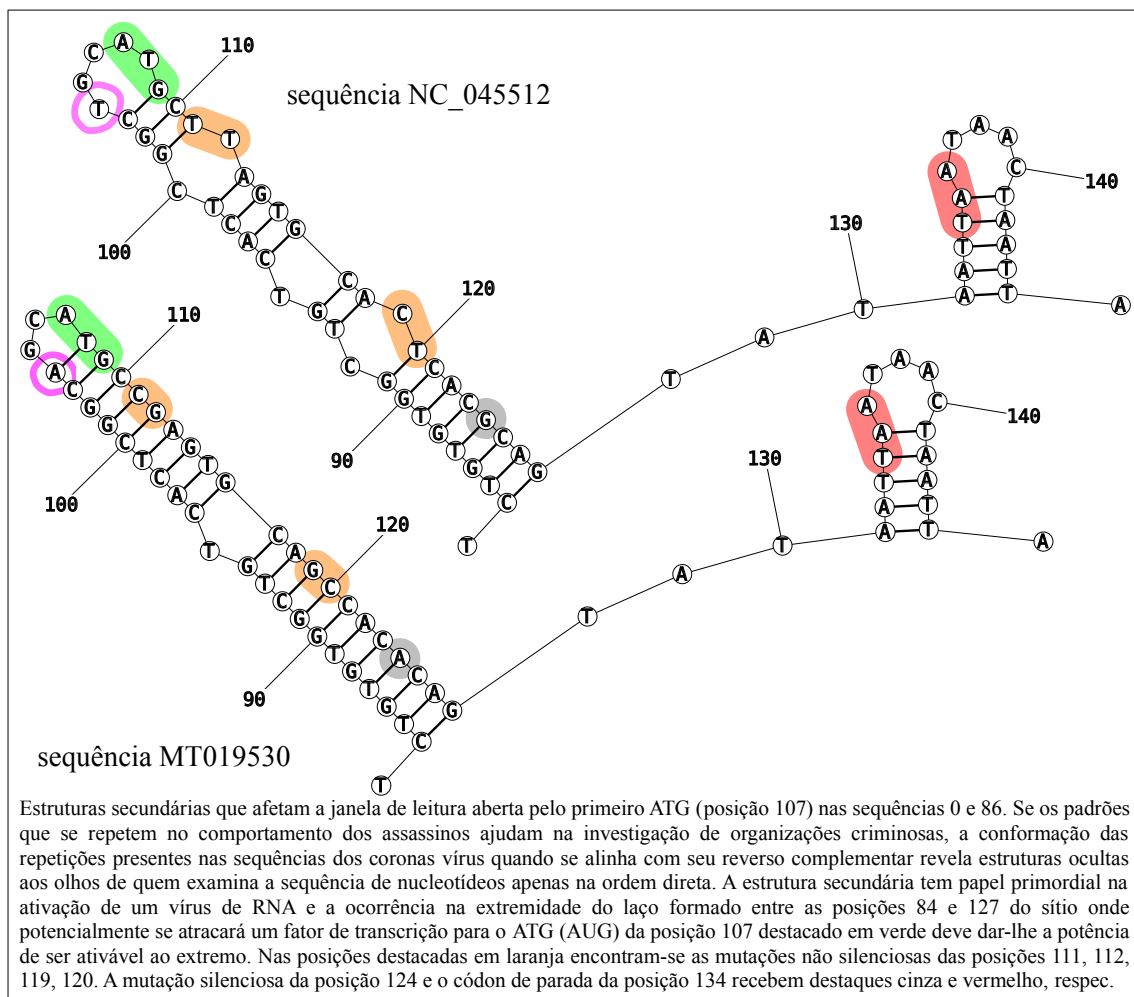 110
sequência NC_045512
100
120
90
130
140
TCTGTGTGGCTGTCACTCGGCTGCATGCTTAGTGCACTCACGCAGTATAATTAATAACTAATTA
110
100
120
90
130
140
TCTGTGTGGCTGTCACTCGGCAGCATGCCGAGTGCAGCCACACAGTATAATTAATAACTAATTA
sequência MT019530
Estruturas secundárias que afetam a janela de leitura aberta pelo primeiro ATG (posição 107) nas sequências 0 e 86. Se os padrões
que se repetem no comportamento dos assassinos ajudam na investigação de organizações criminosas, a conformação das
repetições presentes nas sequências dos coronas vírus quando se alinha com seu reverso complementar revela estruturas ocultas
aos olhos de quem examina a sequência de nucleotídeos apenas na ordem direta. A estrutura secundária tem papel primordial na
ativação de um vírus de RNA e a ocorrência na extremidade do laço formado entre as posições 84 e 127 do sítio onde
potencialmente se atracará um fator de transcrição para o ATG (AUG) da posição 107 destacado em verde deve dar-lhe a potência
de ser ativável ao extremo. Nas posições destacadas em laranja encontram-se as mutações não silenciosas das posições 111, 112,
119, 120. A mutação silenciosa da posição 124 e o códon de parada da posição 134 recebem destaques cinza e vermelho, respec.